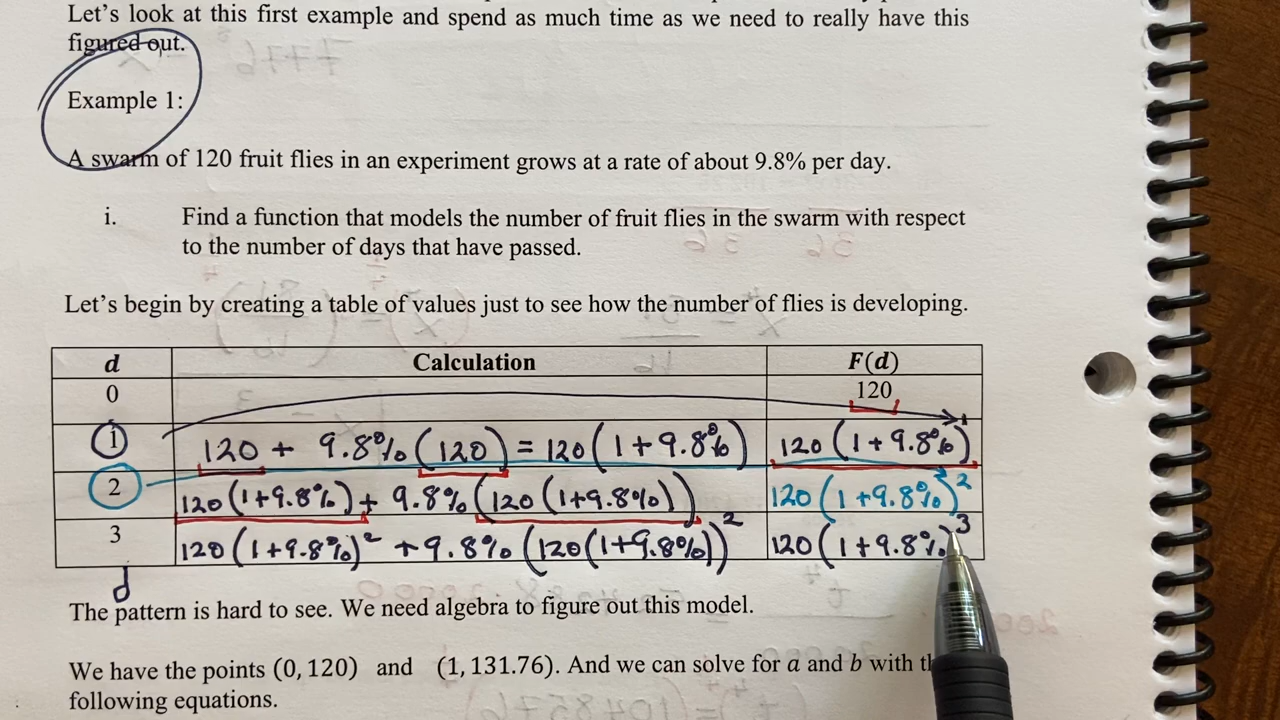 Let's look at this first example and spend as much time as we need to really have this
figured out.
Example 1:
A swarm of 120 fruit flies in an experiment grows at a rate of about 9.8% per day.
i. Find a function that models the number of fruit flies in the swarm with respect
to the number of days that have passed.
Let's begin by creating a table of values just to see how the number of flies is developing.
d Calculation F(d)
0 120
1 120 + 9.8% (120) = 120 (1 + 9.8%) 120 (1 + 9.8%)
2 120 (1+9.8%) + 9.8% (120 (1+9.8%)) 120 (1 + 9.8%)²
3 120 (1+9.8%)² + 9.8% (120(1+9.8%))² 120 (1 + 9.8%)³
d
The pattern is hard to see. We need algebra to figure out this model.
We have the points (0, 120) and (1, 131.76). And we can solve for a and b with
following equations.